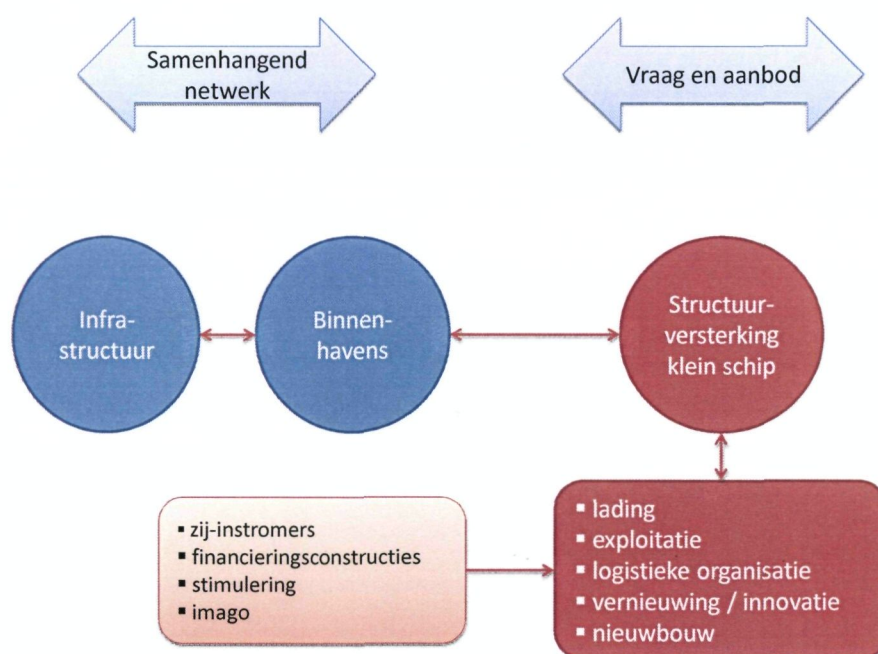 Samenhangend
netwerk
Vraag en aanbod
Infra-
structuur
Binnen-
havens
Structuur-
versterking
klein schip
▪ zij-instromers
▪ financieringsconstructies
▪ stimulering
▪ imago
▪ lading
▪ exploitatie
▪ logistieke organisatie
▪ vernieuwing / innovatie
▪ nieuwbouw